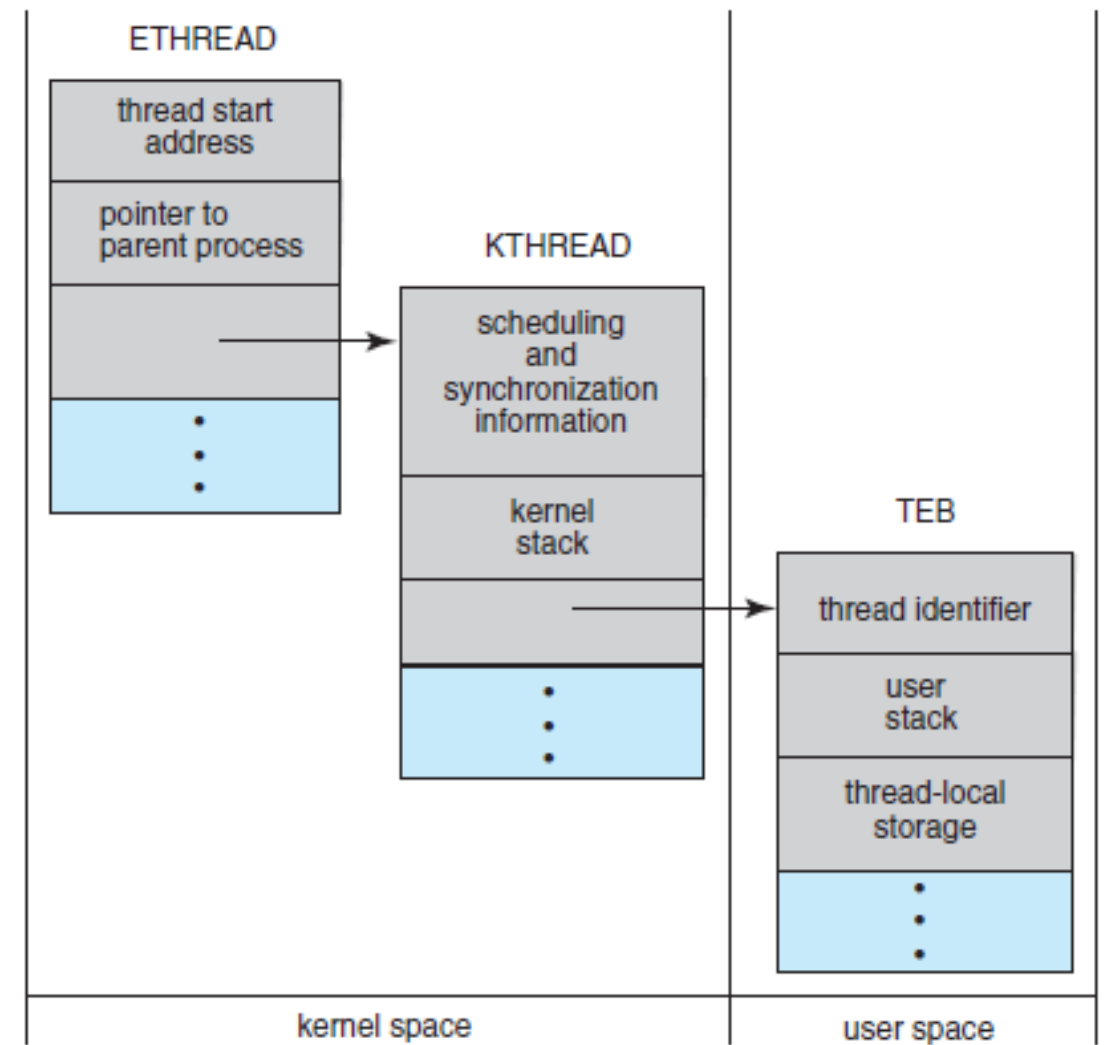 ETHREAD
thread start
address
pointer to
parent process
KTHREAD
scheduling
and
synchronization
information
kernel
stack
TEB
thread identifier
user
stack
thread-local
storage
kernel space
user space